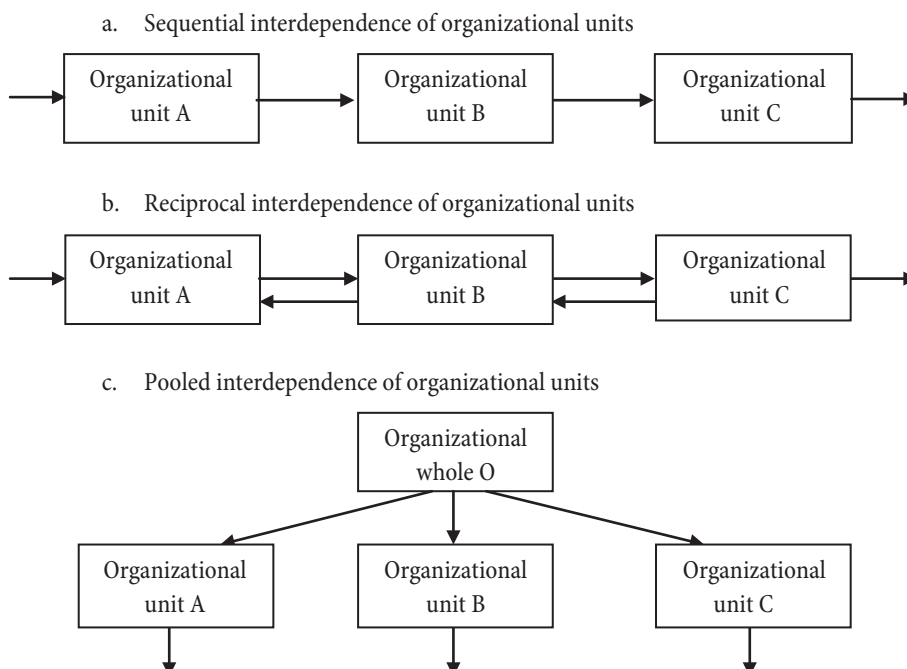 a. Sequential interdependence of organizational units
Organizational
unit A
Organizational
unit B
Organizational
unit C
b. Reciprocal interdependence of organizational units
Organizational
unit A
Organizational
unit B
Organizational
unit C
c. Pooled interdependence of organizational units
Organizational
whole O
Organizational
unit A
Organizational
unit B
Organizational
unit C